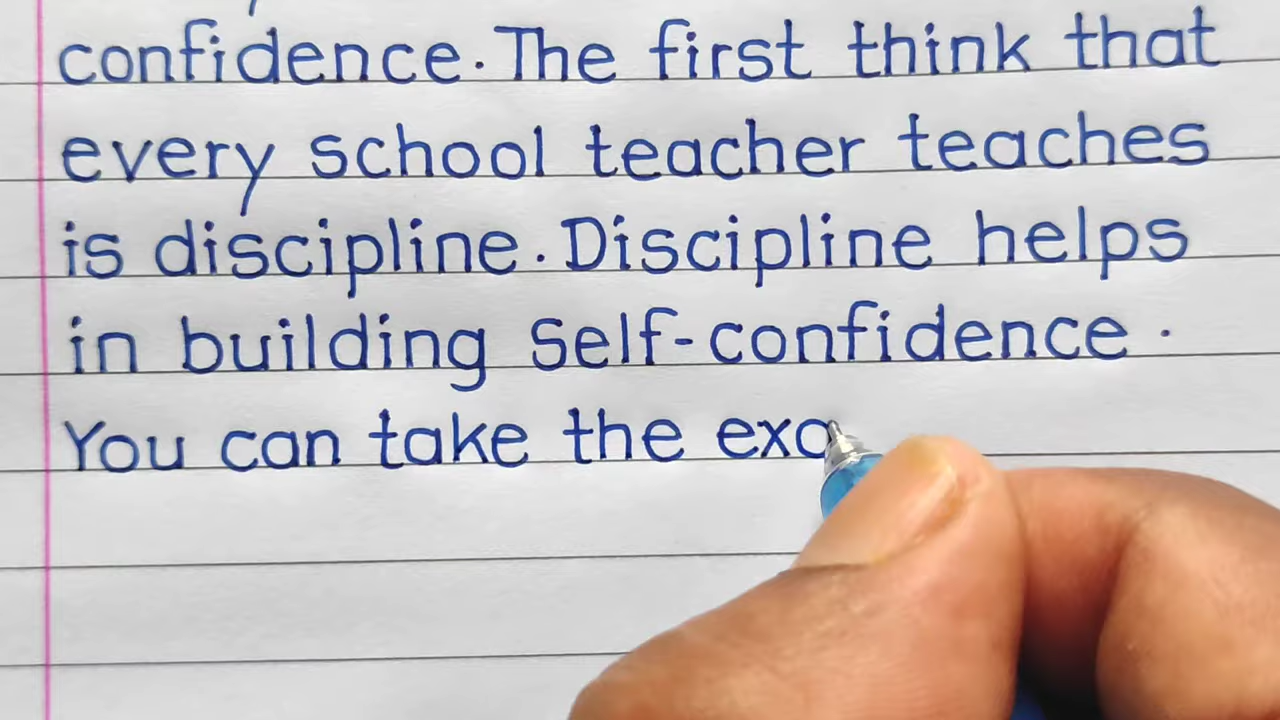 confidence. The first think that
every school teacher teaches
is discipline. Discipline helps
in building Self-confidence.
You can take the exa